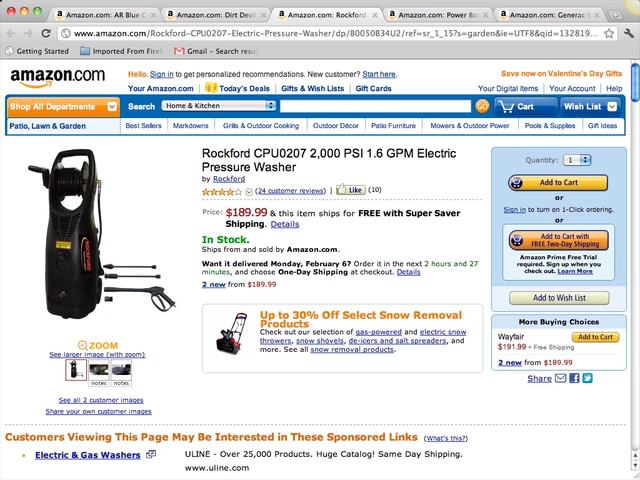 Amazon.com: AR Blue C
Amazon.com: Dirt Devil
Amazon.com: Rockford
Amazon.com: Power Bo
Amazon.com: Generac E
www.amazon.com/Rockford-CPU0207-Electric-Pressure-Washer/dp/B0050B34U2/ref=sr_1_15?s=garden&ie=UTF8&qid=132819...
Getting Started
Imported From Firef
Gmail - Search resu
amazon.com
Hello. Sign in to get personalized recommendations. New customer? Start here.
Save now on Valentine's Day Gifts
Your Amazon.com
Today's Deals
Gifts & Wish Lists
Gift Cards
Your Digital Items
Your Account
Help
Shop All Departments
Search
Home & Kitchen
GO
Cart
Wish List
Patio, Lawn & Garden
Best Sellers
Markdowns
Grills & Outdoor Cooking
Outdoor Décor
Patio Furniture
Mowers & Outdoor Power
Pools & Supplies
Gift Ideas
Rockford CPU0207 2,000 PSI 1.6 GPM Electric
Pressure Washer
by Rockford
(24 customer reviews)
Like
(10)
Price: $189.99 & this item ships for FREE with Super Saver
Shipping. Details
In Stock.
Ships from and sold by Amazon.com.
Want it delivered Monday, February 6? Order it in the next 2 hours and 27
minutes, and choose One-Day Shipping at checkout. Details
2 new from $189.99
Up to 30% Off Select Snow Removal
Products
Check out our selection of gas-powered and electric snow
throwers, snow shovels, de-icers and salt spreaders, and
more. See all snow removal products.
ROCKFORD
ZOOM
See larger image (with zoom)
notes
notes
See all 2 customer images
Share your own customer images
Quantity: 1
Add to Cart
or
Sign in to turn on 1-Click ordering.
or
Add to Cart with
FREE Two-Day Shipping
Amazon Prime Free Trial
required. Sign up when you
check out. Learn More
Add to Wish List
More Buying Choices
Wayfair
Add to Cart
$191.99 + Free Shipping
2 new from $189.99
Share
Customers Viewing This Page May Be Interested in These Sponsored Links (What's this?)
Electric & Gas Washers
ULINE - Over 25,000 Products. Huge Catalog! Same Day Shipping.
www.uline.com